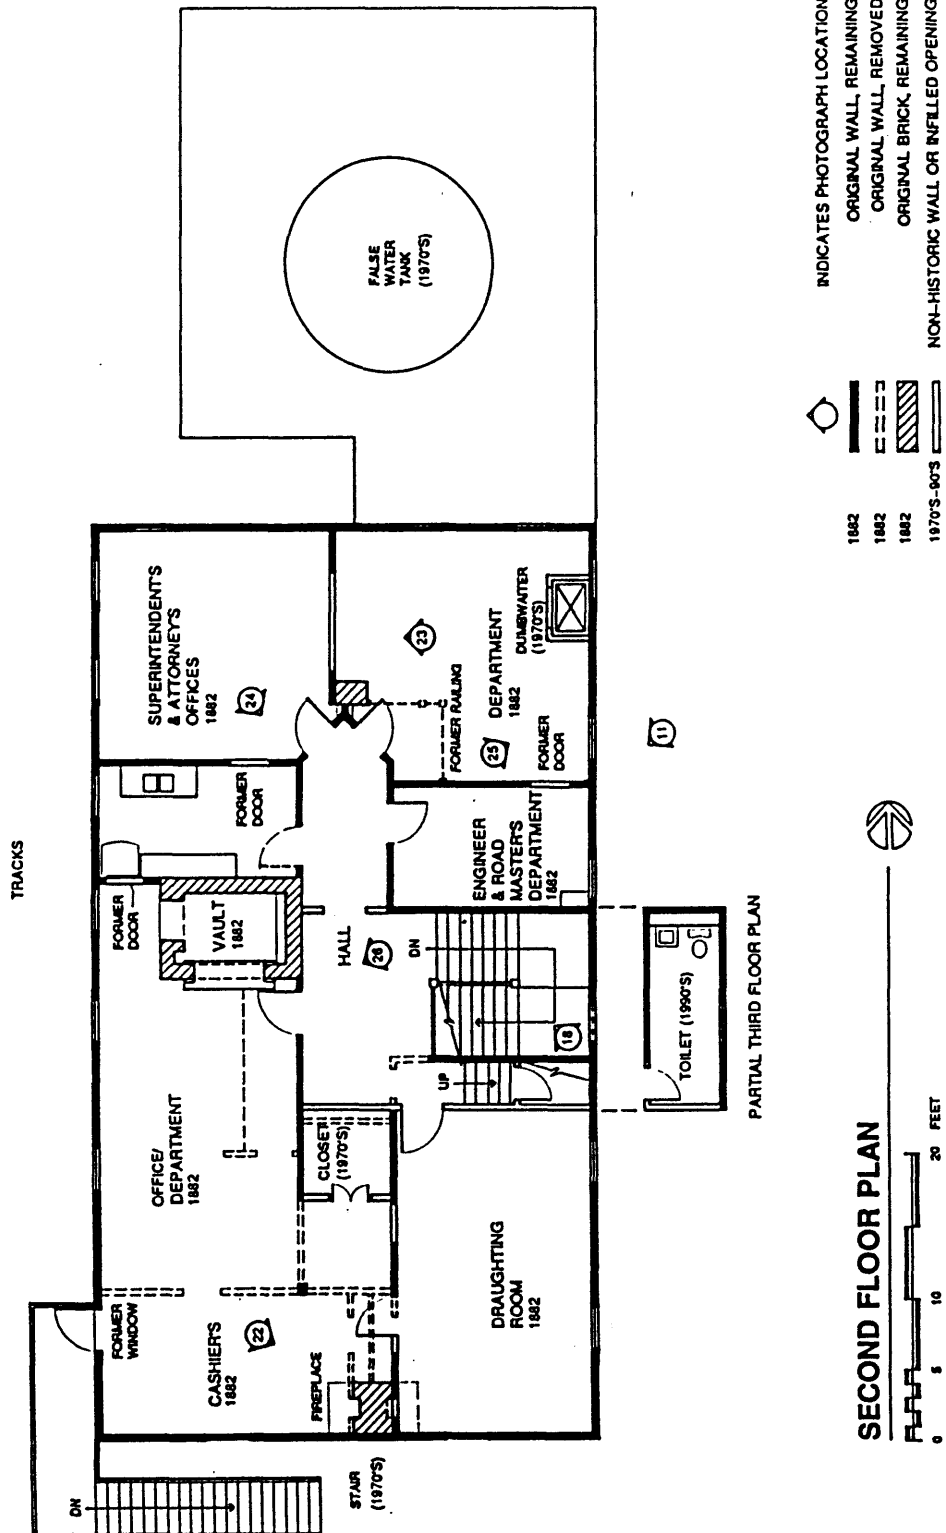 TRACKS
DN
STAIR
(1970'S)
FORMER
WINDOW
CASHIER'S
1882
22
FIREPLACE
OFFICE/
DEPARTMENT
1882
CLOSET
(1970'S)
DRAUGHTING
ROOM
1882
FORMER
DOOR
VAULT
1882
HALL
26
DN
UP
18
FORMER
DOOR
ENGINEER
& ROAD
MASTER'S
DEPARTMENT
1882
SUPERINTENDENT'S
& ATTORNEY'S
OFFICES
1882
24
23
FORMER RAILING
25
DEPARTMENT
1882
FORMER
DOOR
DUMBWAITER
(1970'S)
FALSE
WATER
TANK
(1970'S)
11
TOILET (1990'S)
PARTIAL THIRD FLOOR PLAN
SECOND FLOOR PLAN
0 5 10 20 FEET
INDICATES PHOTOGRAPH LOCATION
1882 ORIGINAL WALL, REMAINING
1882 ORIGINAL WALL, REMOVED
1882 ORIGINAL BRICK, REMAINING
1970'S-90'S NON-HISTORIC WALL OR INFILLED OPENING